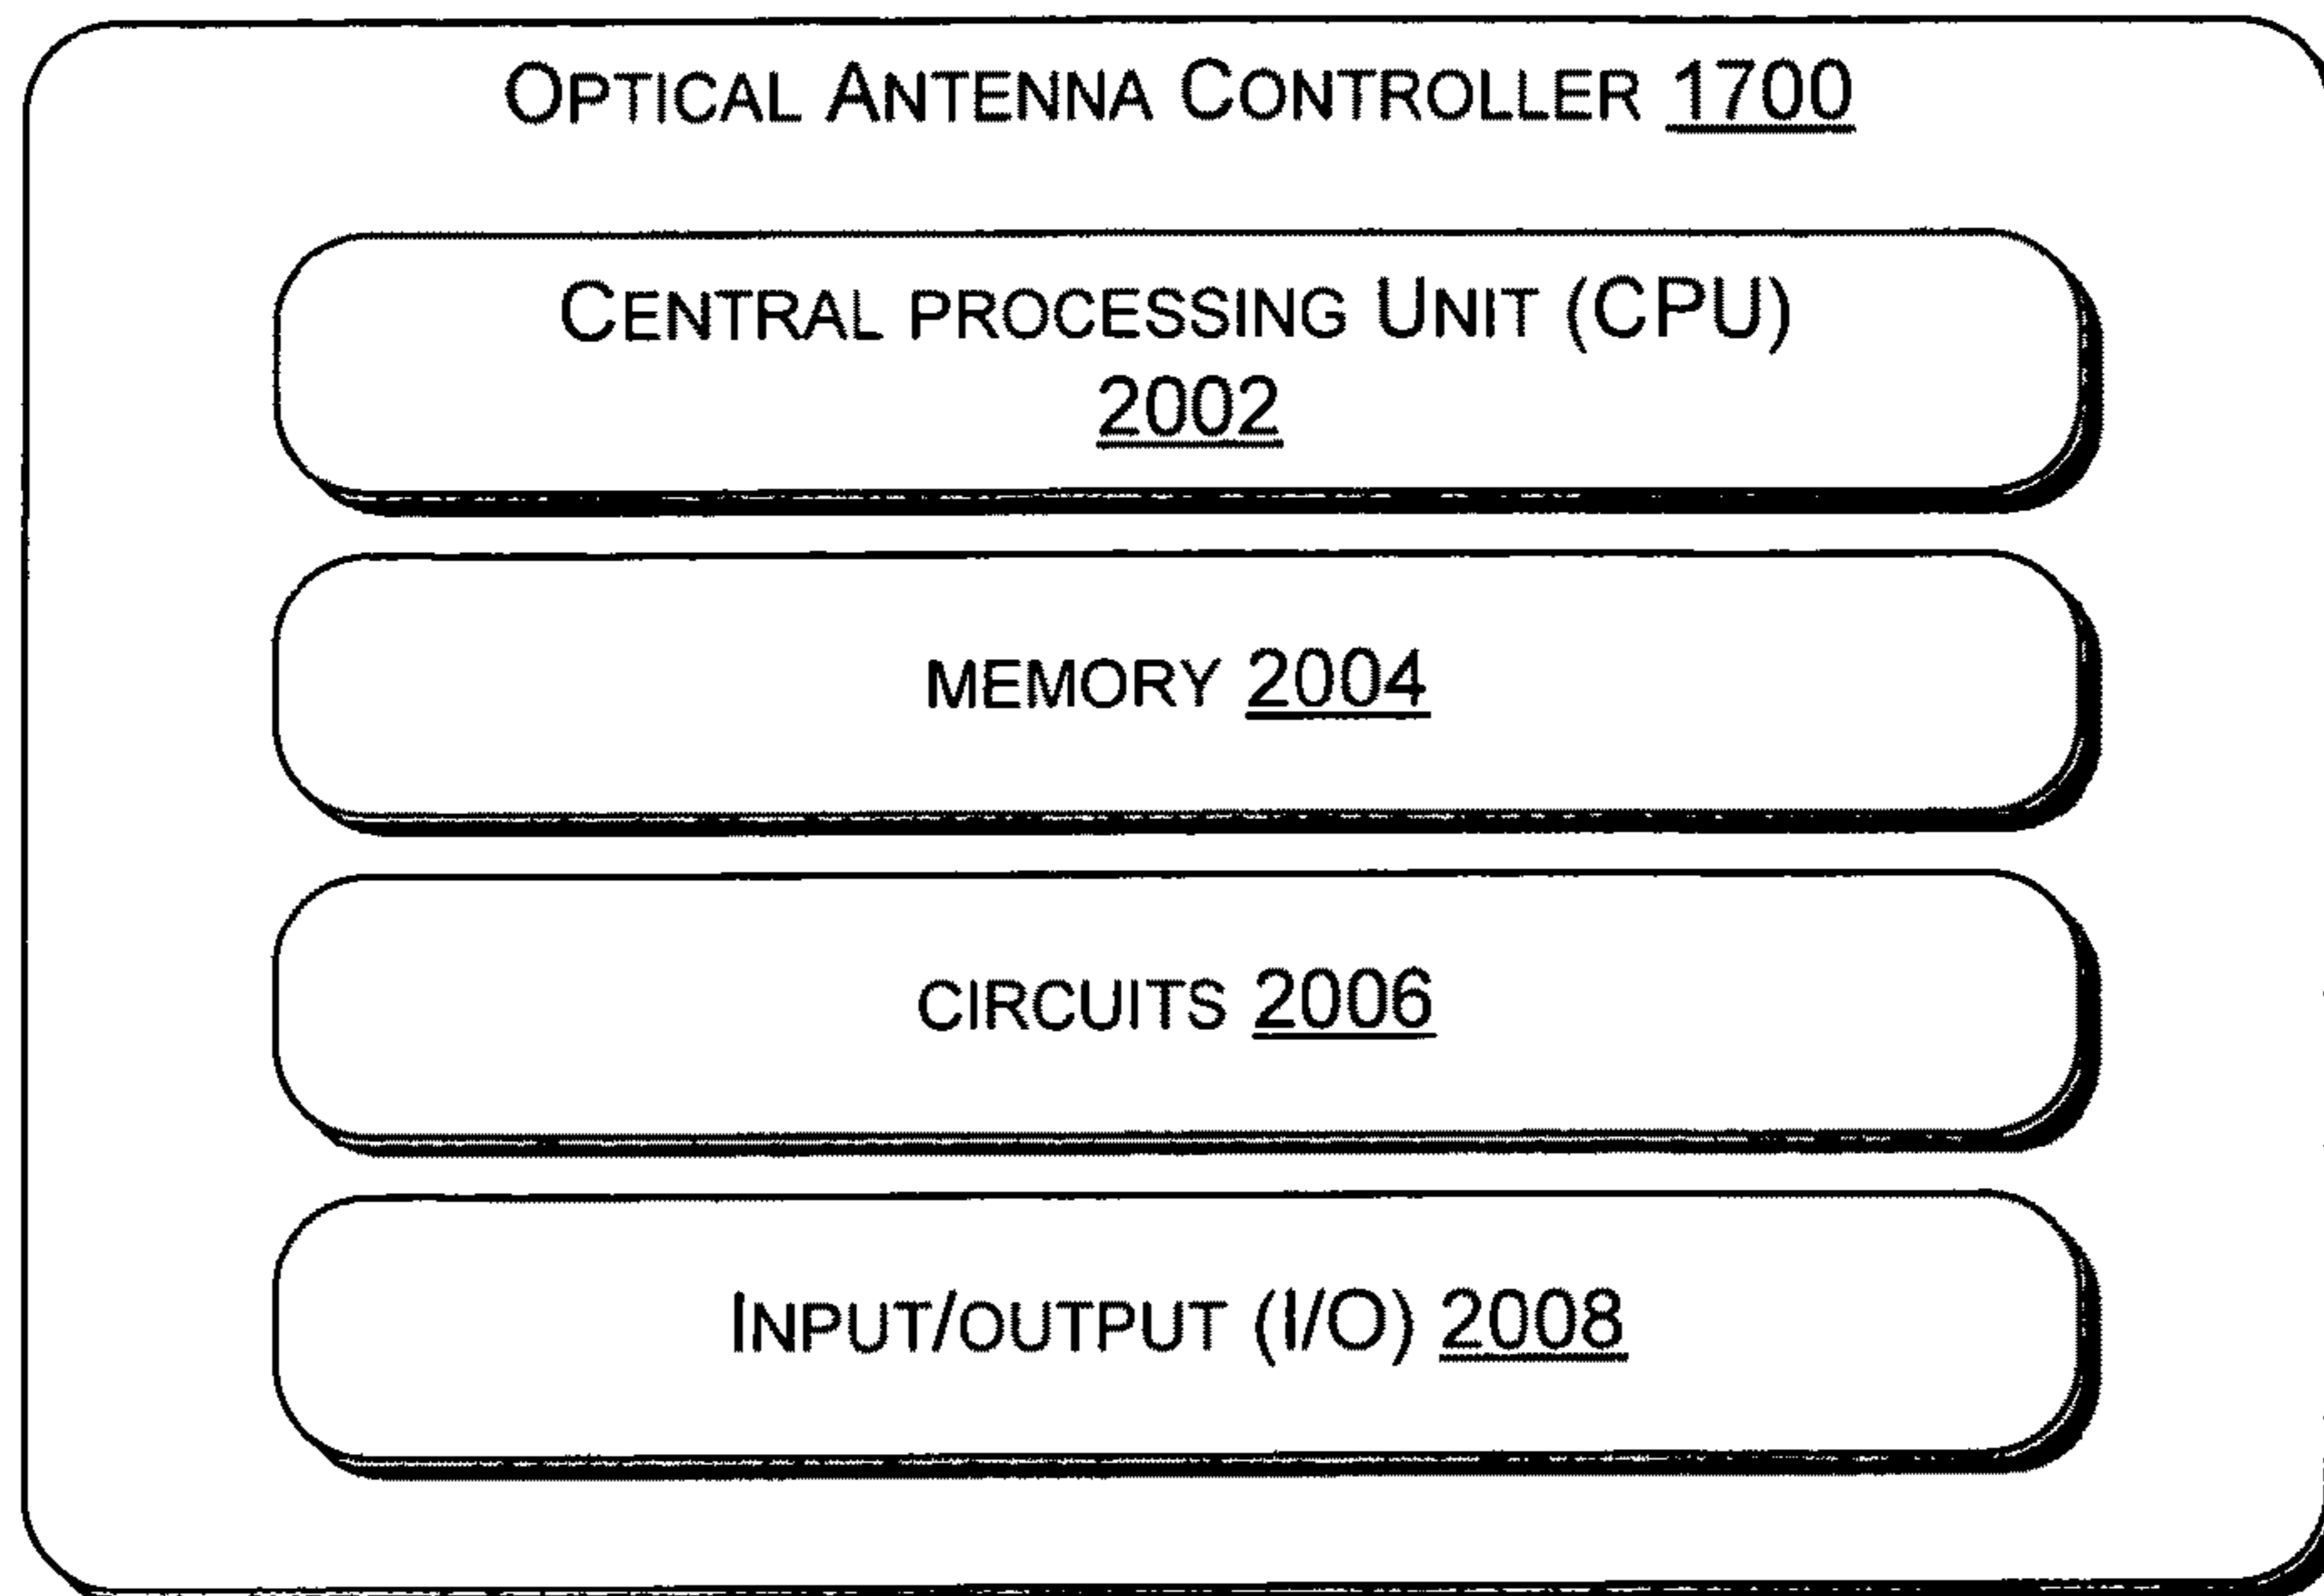 OPTICAL ANTENNA CONTROLLER 1700
CENTRAL PROCESSING UNIT (CPU)
2002
MEMORY 2004
CIRCUITS 2006
INPUT/OUTPUT (I/O) 2008